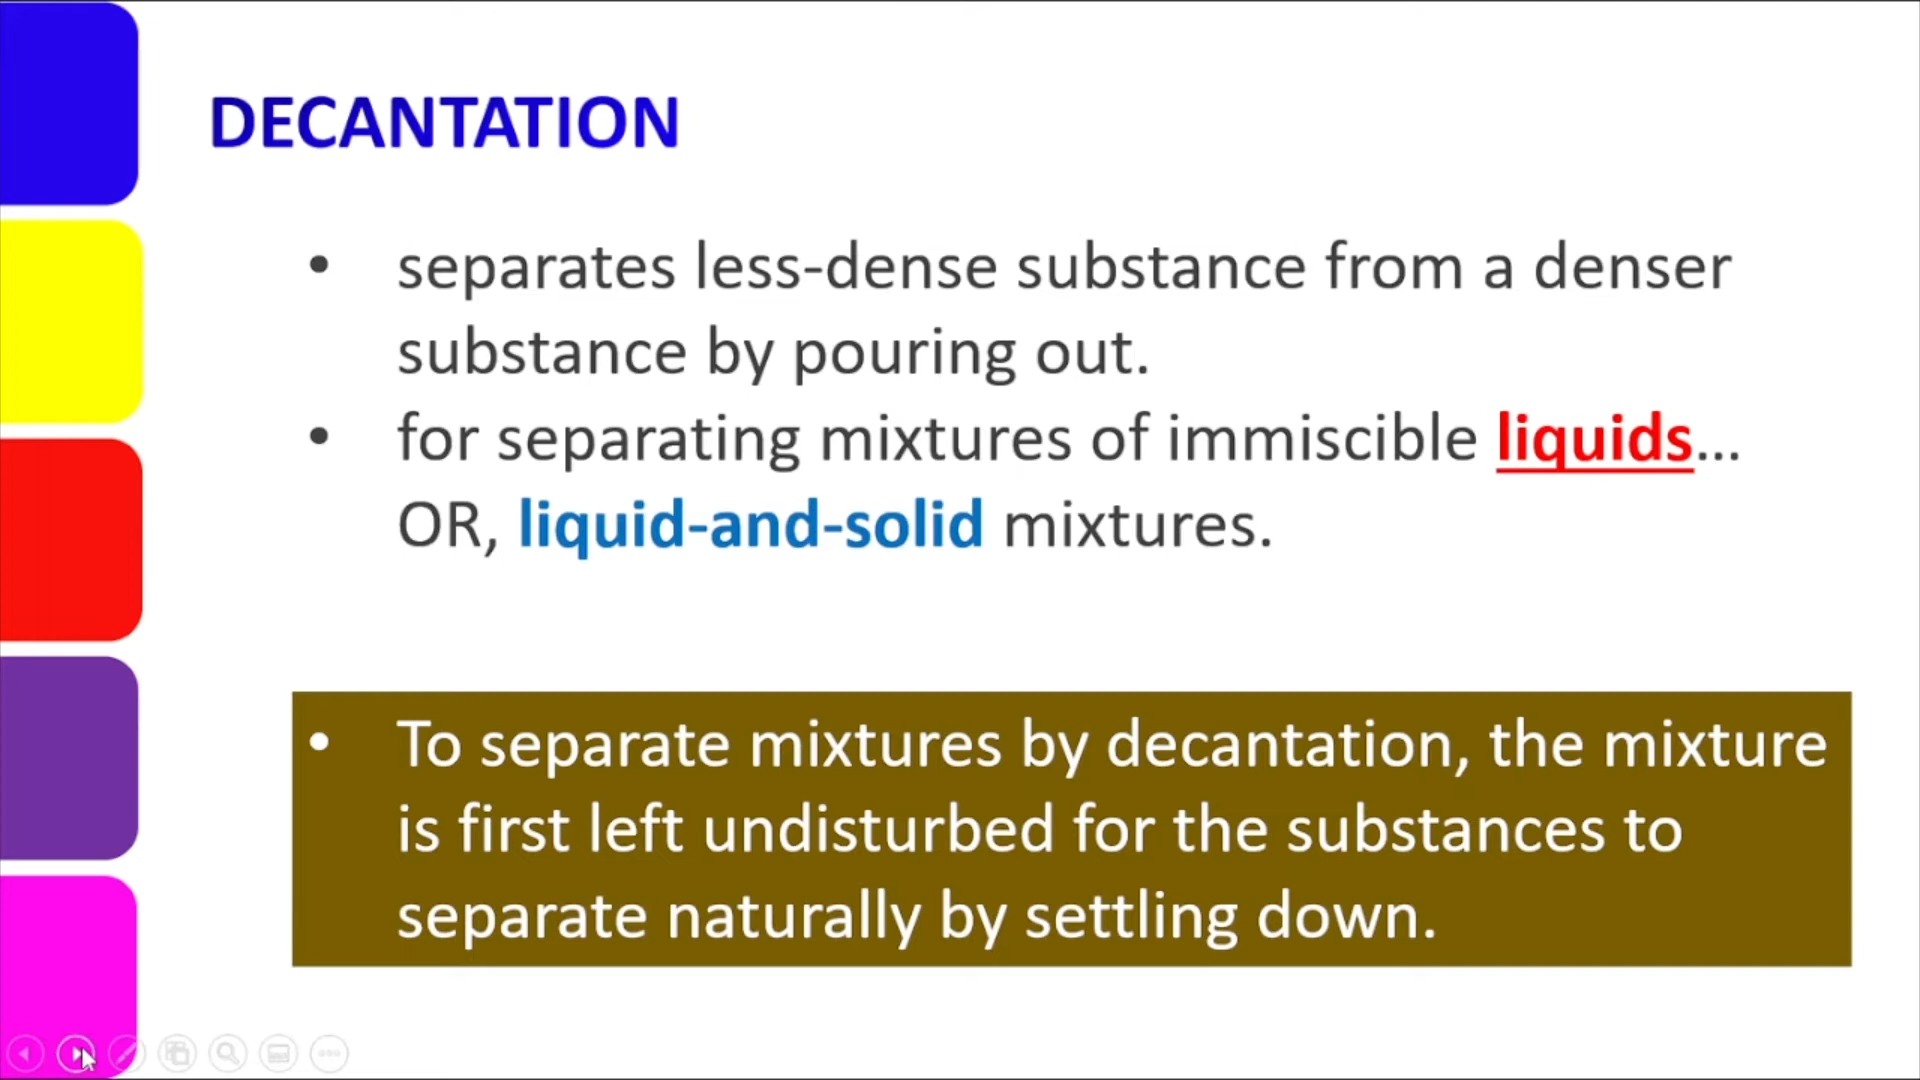 DECANTATION
• separates less-dense substance from a denser
substance by pouring out.
• for separating mixtures of immiscible liquids...
OR, liquid-and-solid mixtures.
• To separate mixtures by decantation, the mixture
is first left undisturbed for the substances to
separate naturally by settling down.